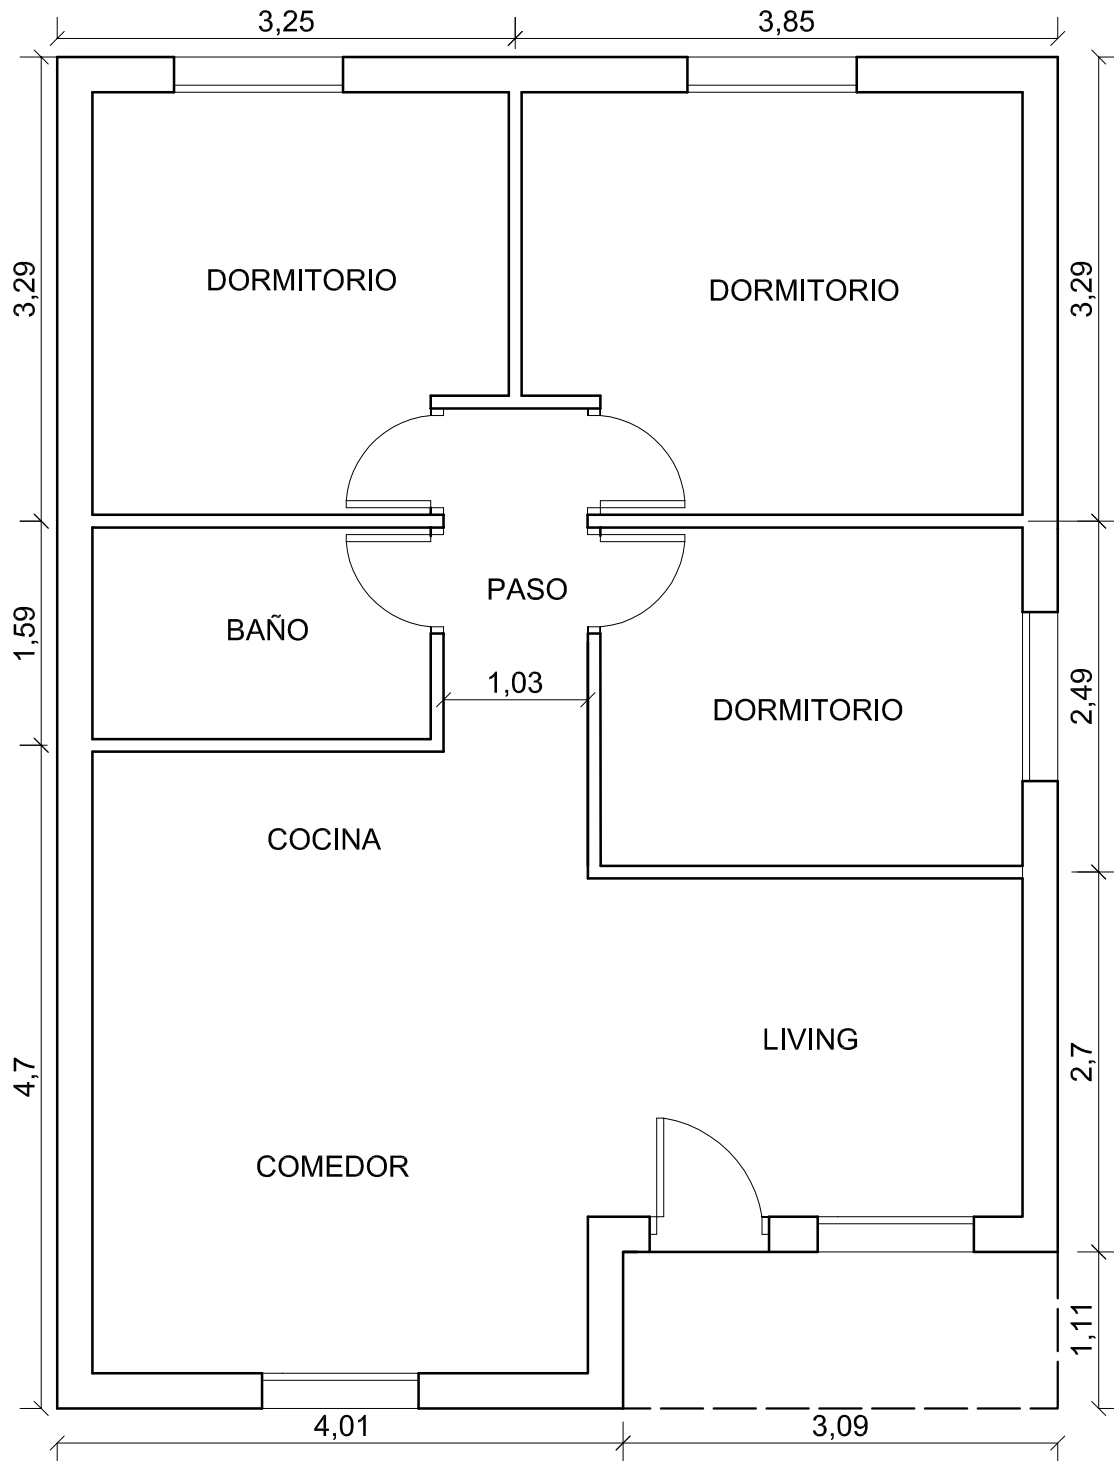 3,25
3,85
3,29
3,29
DORMITORIO
DORMITORIO
PASO
BAÑO
1,59
1,03
DORMITORIO
2,49
COCINA
LIVING
4,7
2,7
COMEDOR
1,11
4,01
3,09